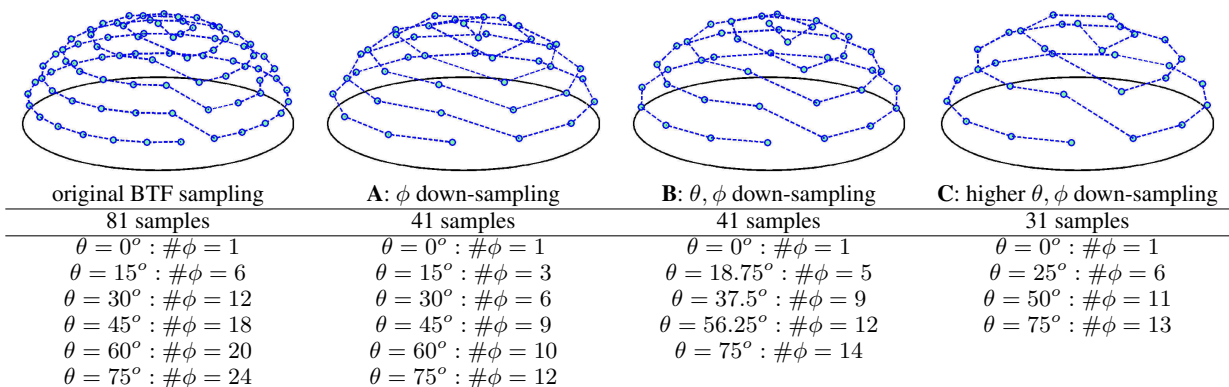 original BTF sampling
A: ϕ down-sampling
B: θ, ϕ down-sampling
C: higher θ, ϕ down-sampling
81 samples
41 samples
41 samples
31 samples
θ = 0° : #ϕ = 1
θ = 15° : #ϕ = 6
θ = 30° : #ϕ = 12
θ = 45° : #ϕ = 18
θ = 60° : #ϕ = 20
θ = 75° : #ϕ = 24
θ = 0° : #ϕ = 1
θ = 15° : #ϕ = 3
θ = 30° : #ϕ = 6
θ = 45° : #ϕ = 9
θ = 60° : #ϕ = 10
θ = 75° : #ϕ = 12
θ = 0° : #ϕ = 1
θ = 18.75° : #ϕ = 5
θ = 37.5° : #ϕ = 9
θ = 56.25° : #ϕ = 12
θ = 75° : #ϕ = 14
θ = 0° : #ϕ = 1
θ = 25° : #ϕ = 6
θ = 50° : #ϕ = 11
θ = 75° : #ϕ = 13